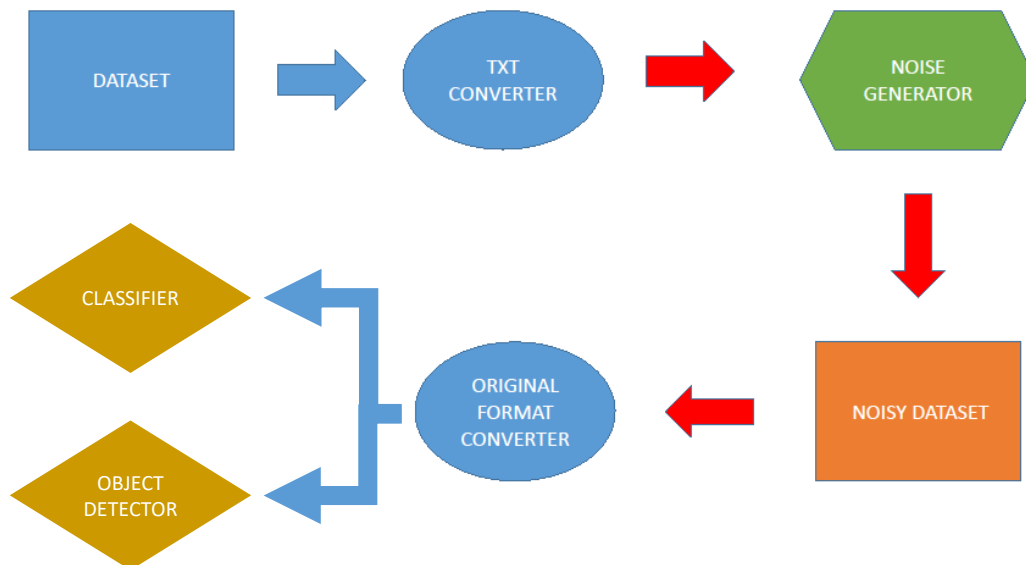 DATASET
TXT
CONVERTER
NOISE
GENERATOR
CLASSIFIER
ORIGINAL
FORMAT
CONVERTER
NOISY DATASET
OBJECT
DETECTOR